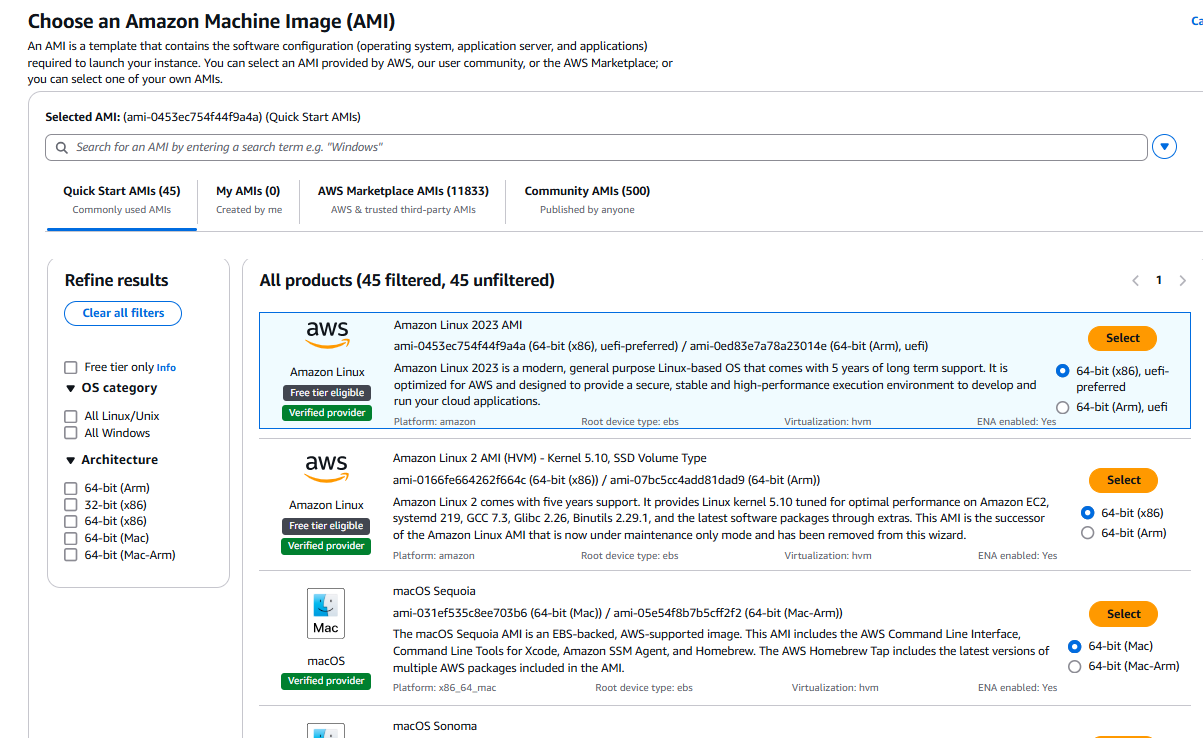 Choose an Amazon Machine Image (AMI)
Ca
An AMI is a template that contains the software configuration (operating system, application server, and applications)
required to launch your instance. You can select an AMI provided by AWS, our user community, or the AWS Marketplace; or
you can select one of your own AMIs.
Selected AMI: (ami-0453ec754f44f9a4a) (Quick Start AMIs)
Search for an AMI by entering a search term e.g. "Windows"
Quick Start AMIs (45)
Commonly used AMIs
My AMIs (0)
Created by me
AWS Marketplace AMIs (11833)
AWS & trusted third-party AMIs
Community AMIs (500)
Published by anyone
Refine results
Clear all filters
Free tier only Info
OS category
All Linux/Unix
All Windows
Architecture
64-bit (Arm)
32-bit (x86)
64-bit (x86)
64-bit (Mac)
64-bit (Mac-Arm)
All products (45 filtered, 45 unfiltered)
1
aws
Amazon Linux
Free tier eligible
Verified provider
Amazon Linux 2023 AMI
ami-0453ec754f44f9a4a (64-bit (x86), uefi-preferred) / ami-0ed83e7a78a23014e (64-bit (Arm), uefi)
Amazon Linux 2023 is a modern, general purpose Linux-based OS that comes with 5 years of long term support. It is
optimized for AWS and designed to provide a secure, stable and high-performance execution environment to develop and
run your cloud applications.
Platform: amazon Root device type: ebs Virtualization: hvm ENA enabled: Yes
Select
64-bit (x86), uefi-
preferred
64-bit (Arm), uefi
aws
Amazon Linux
Free tier eligible
Verified provider
Amazon Linux 2 AMI (HVM) - Kernel 5.10, SSD Volume Type
ami-0166fe664262f664c (64-bit (x86)) / ami-07bc5cc4add81dad9 (64-bit (Arm))
Amazon Linux 2 comes with five years support. It provides Linux kernel 5.10 tuned for optimal performance on Amazon EC2,
systemd 219, GCC 7.3, Glibc 2.26, Binutils 2.29.1, and the latest software packages through extras. This AMI is the successor
of the Amazon Linux AMI that is now under maintenance only mode and has been removed from this wizard.
Platform: amazon Root device type: ebs Virtualization: hvm ENA enabled: Yes
Select
64-bit (x86)
64-bit (Arm)
Mac
macOS
Verified provider
macOS Sequoia
ami-031ef535c8ee703b6 (64-bit (Mac)) / ami-05e54f8b7b5cff2f2 (64-bit (Mac-Arm))
The macOS Sequoia AMI is an EBS-backed, AWS-supported image. This AMI includes the AWS Command Line Interface,
Command Line Tools for Xcode, Amazon SSM Agent, and Homebrew. The AWS Homebrew Tap includes the latest versions of
multiple AWS packages included in the AMI.
Platform: x86_64_mac Root device type: ebs Virtualization: hvm ENA enabled: Yes
Select
64-bit (Mac)
64-bit (Mac-Arm)
macOS Sonoma